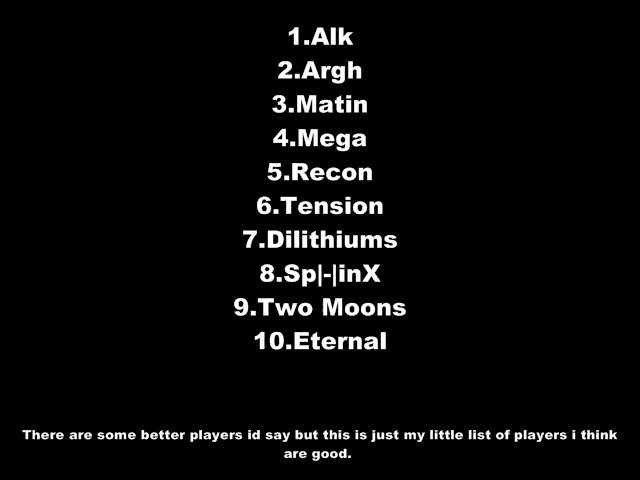 1.Alk
2.Argh
3.Matin
4.Mega
5.Recon
6.Tension
7.Dilithiums
8.Sp|-|inX
9.Two Moons
10.Eternal
There are some better players id say but this is just my little list of players i think
are good.